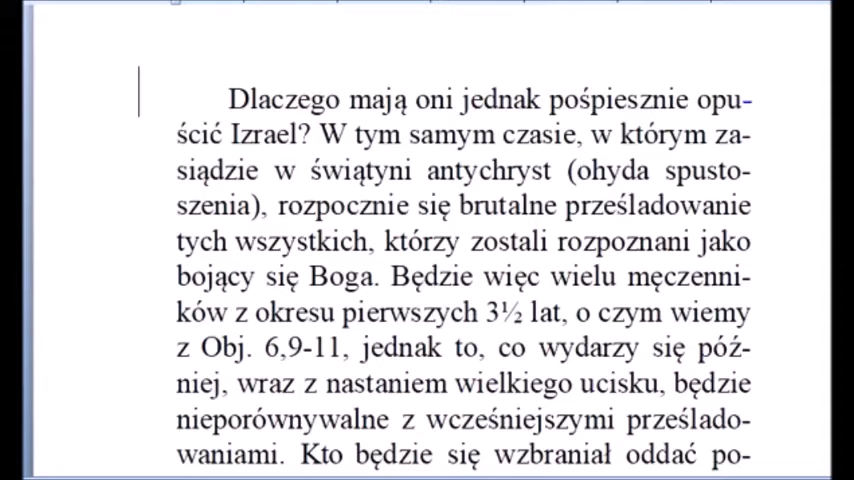 Dlaczego mają oni jednak pośpiesznie opu-
ścić Izrael? W tym samym czasie, w którym za-
siądzie w świątyni antychryst (ohyda spusto-
szenia), rozpocznie się brutalne prześladowanie
tych wszystkich, którzy zostali rozpoznani jako
bojący się Boga. Będzie więc wielu męczenni-
ków z okresu pierwszych 3½ lat, o czym wiemy
z Obj. 6,9-11, jednak to, co wydarzy się póź-
niej, wraz z nastaniem wielkiego ucisku, będzie
nieporównywalne z wcześniejszymi prześlado-
waniami. Kto będzie się wzbraniał oddać po-